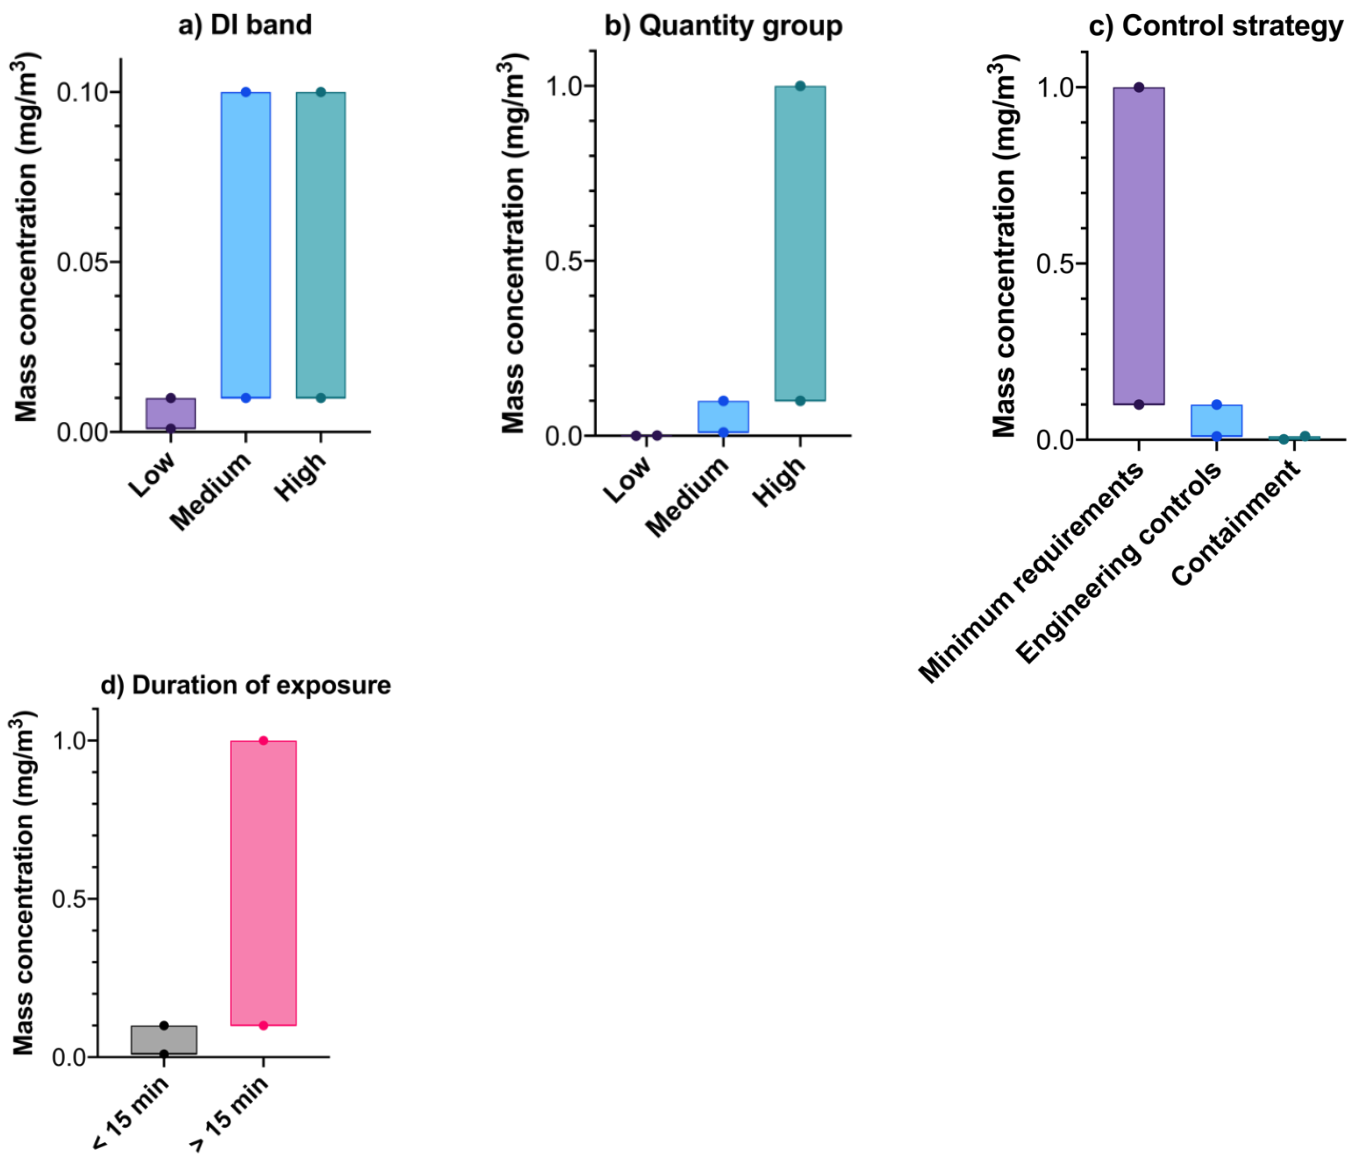 a) DI band
Mass concentration (mg/m³)
0.10
0.05
0.00
Low
Medium
High
b) Quantity group
Mass concentration (mg/m³)
1.0
0.5
0.0
Low
Medium
High
c) Control strategy
Mass concentration (mg/m³)
1.0
0.5
0.0
Minimum requirements
Engineering controls
Containment
d) Duration of exposure
Mass concentration (mg/m³)
1.0
0.5
0.0
< 15 min
> 15 min